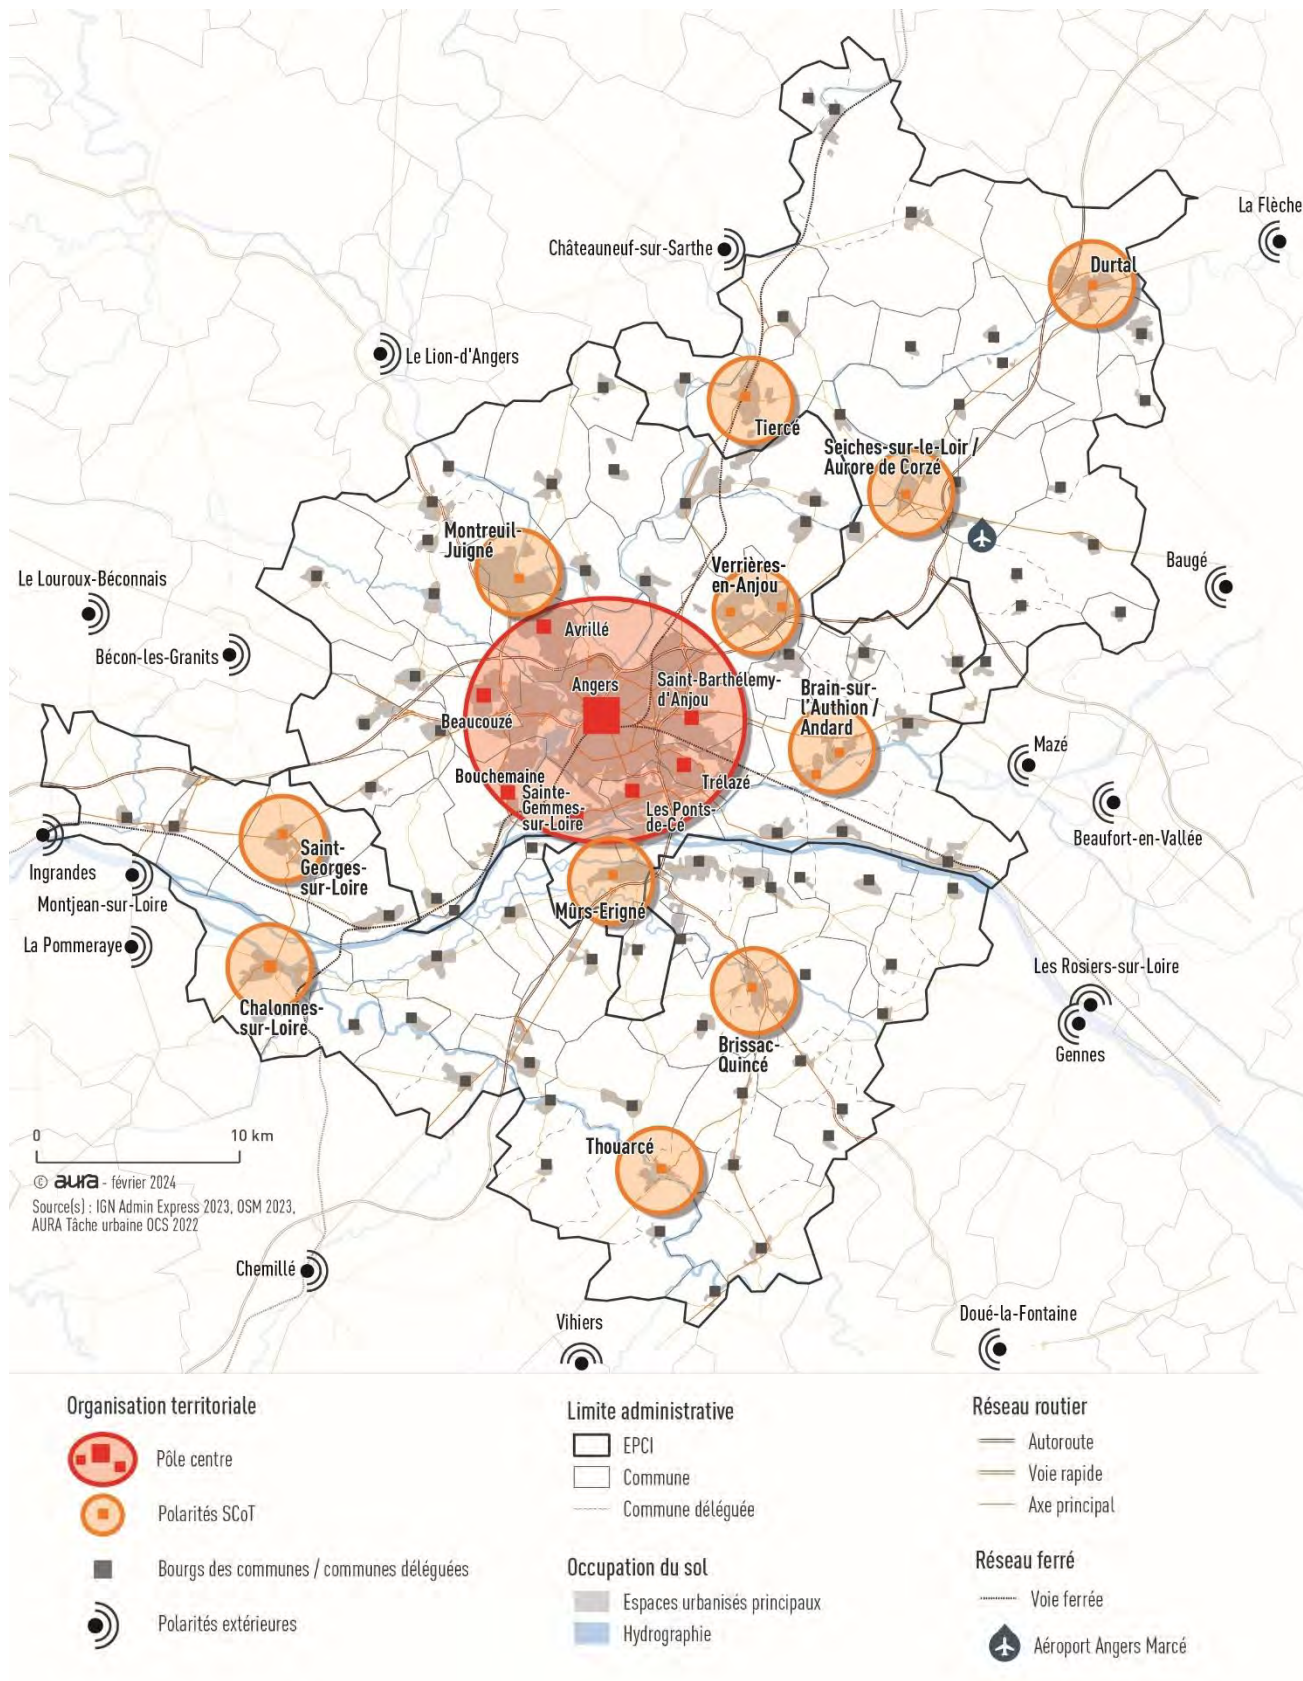 La Flèche
Châteauneuf-sur-Sarthe
Durtal
Le Lion-d'Angers
Tiercé
Seiches-sur-le-Loir /
Aurore de Corzé
Montreuil-
Juigné
Verrières-
en-Anjou
Baugé
Le Louroux-Béconnais
Bécon-les-Granits
Avrillé
Angers
Saint-Barthélemy-
d'Anjou
Beaucouzé
Brain-sur-
l'Authion /
Andard
Mazé
Bouchemaine
Sainte-
Gemmes-
sur-Loire
Trélazé
Les Ponts-
de-Cé
Beaufort-en-Vallée
Saint-
Georges-
sur-Loire
Ingrandes
Montjean-sur-Loire
La Pommeraye
Mûrs-Erigné
Les Rosiers-sur-Loire
Gennes
Chalonnes-
sur-Loire
Brissac-
Quincé
Thouarcé
0 10 km
© aura - février 2024
Source(s) : IGN Admin Express 2023, OSM 2023,
AURA Tâche urbaine OCS 2022
Chemillé
Vihiers
Doué-la-Fontaine
Organisation territoriale
Pôle centre
Polarités SCoT
Bourgs des communes / communes déléguées
Polarités extérieures
Limite administrative
EPCI
Commune
Commune déléguée
Occupation du sol
Espaces urbanisés principaux
Hydrographie
Réseau routier
Autoroute
Voie rapide
Axe principal
Réseau ferré
Voie ferrée
Aéroport Angers Marcé